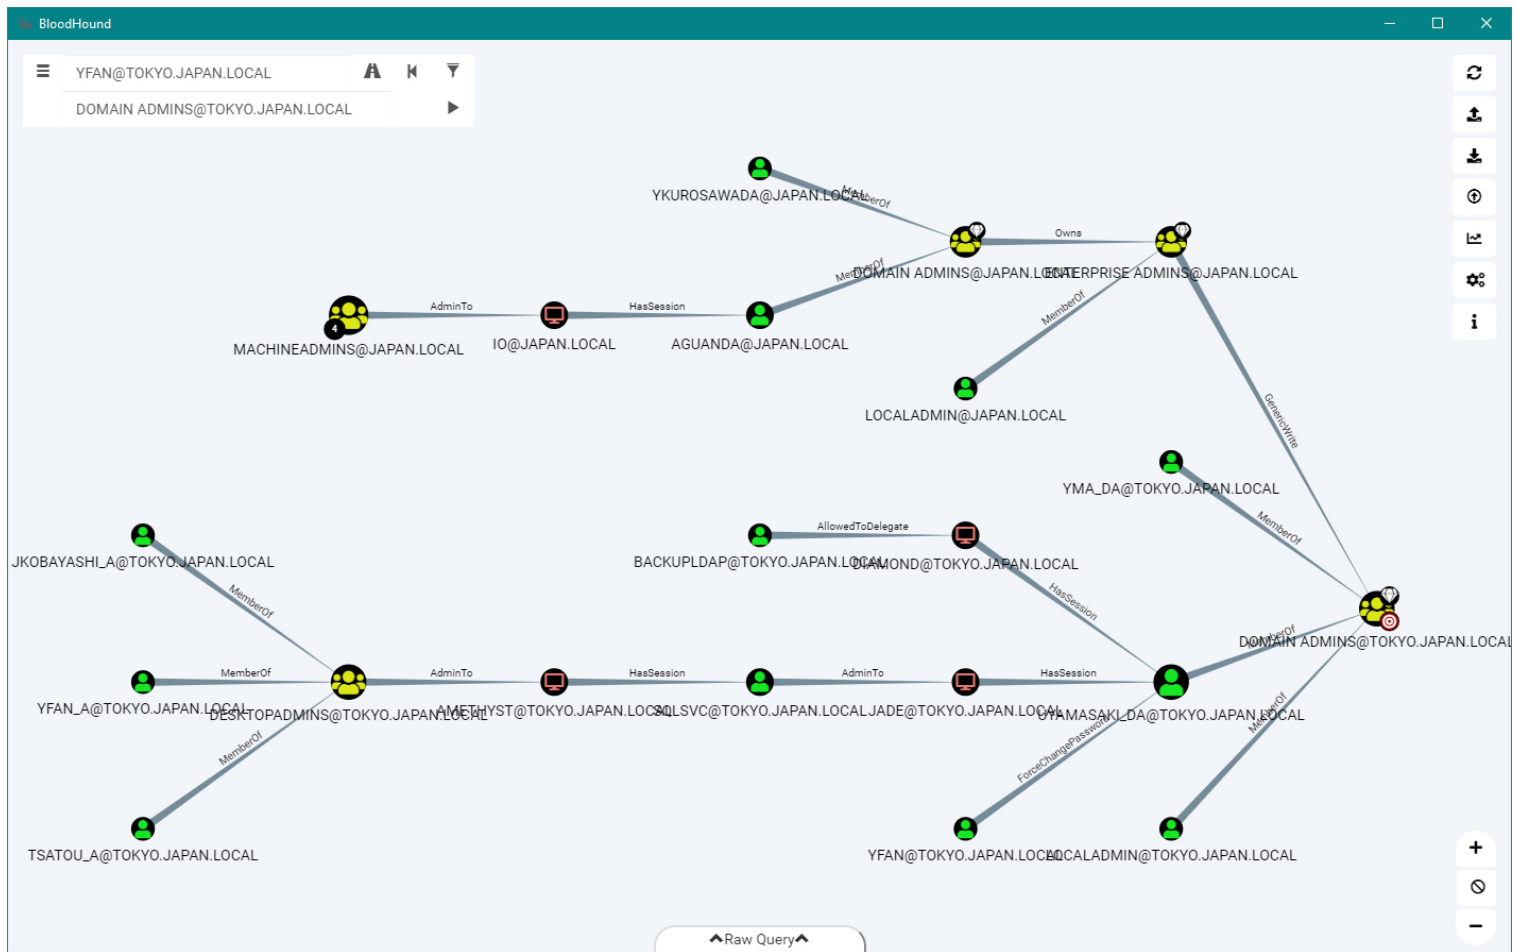 BloodHound
YFAN@TOKYO.JAPAN.LOCAL
DOMAIN ADMINS@TOKYO.JAPAN.LOCAL
YKUROSAWADA@JAPAN.LOCAL
MemberOf
Owns
MemberOf
DOMAIN ADMINS@JAPAN.LOCAL
ENTERPRISE ADMINS@JAPAN.LOCAL
AdminTo
HasSession
MemberOf
4
MACHINEADMINS@JAPAN.LOCAL
IO@JAPAN.LOCAL
AGUANDA@JAPAN.LOCAL
LOCALADMIN@JAPAN.LOCAL
GenericWrite
YMA_DA@TOKYO.JAPAN.LOCAL
AllowedToDelegate
MemberOf
JKOBAYASHI_A@TOKYO.JAPAN.LOCAL
BACKUPLDAP@TOKYO.JAPAN.LOCAL
DIAMOND@TOKYO.JAPAN.LOCAL
MemberOf
HasSession
MemberOf
DOMAIN ADMINS@TOKYO.JAPAN.LOCAL
MemberOf
AdminTo
HasSession
AdminTo
HasSession
YFAN_A@TOKYO.JAPAN.LOCAL
DESKTOPADMINS@TOKYO.JAPAN.LOCAL
AMETHYST@TOKYO.JAPAN.LOCAL
SQLSVC@TOKYO.JAPAN.LOCAL
JADE@TOKYO.JAPAN.LOCAL
UYAMASAKI_DA@TOKYO.JAPAN.LOCAL
MemberOf
ForceChangePassword
MemberOf
TSATOU_A@TOKYO.JAPAN.LOCAL
YFAN@TOKYO.JAPAN.LOCAL
LOCALADMIN@TOKYO.JAPAN.LOCAL
Raw Query